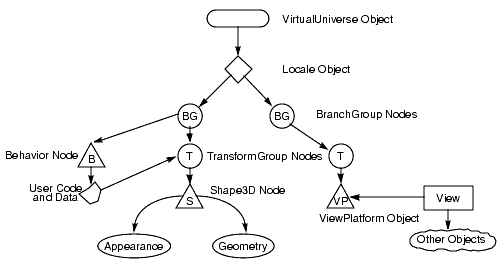 VirtualUniverse Object
Locale Object
BG
BG
BranchGroup Nodes
Behavior Node
B
T
TransformGroup Nodes
T
User Code
and Data
Shape3D Node
S
VP
View
ViewPlatform Object
Appearance
Geometry
Other Objects